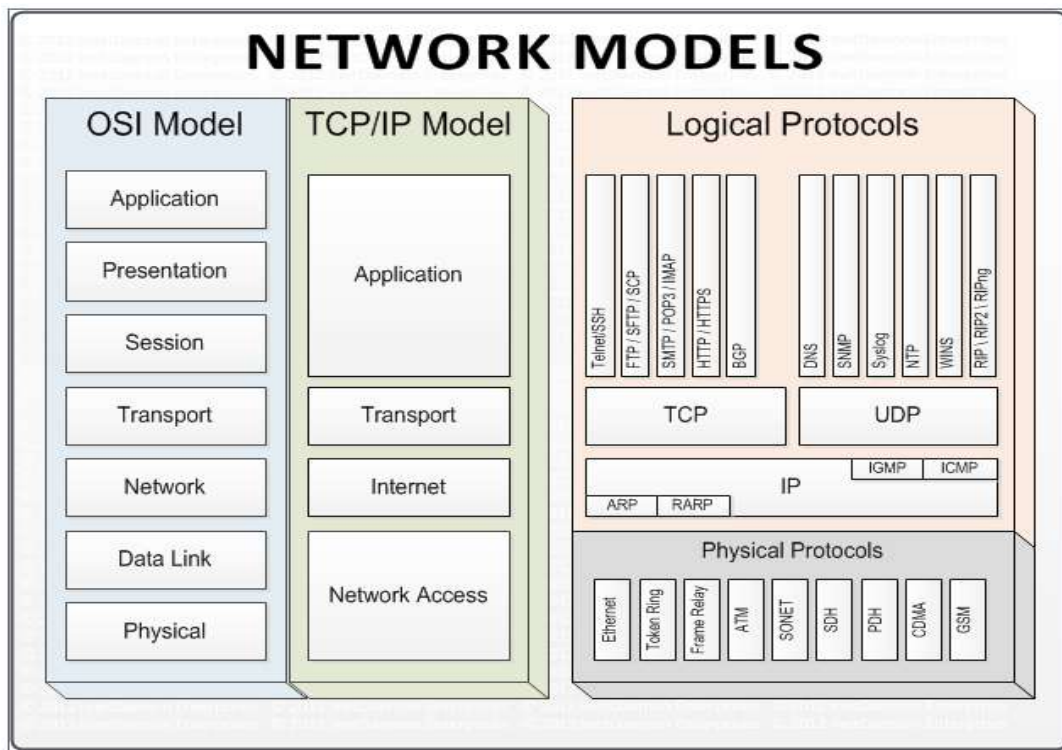 NETWORK MODELS
OSI Model
Application
Presentation
Session
Transport
Network
Data Link
Physical
TCP/IP Model
Application
Transport
Internet
Network Access
Logical Protocols
Telnet/SSH
FTP / SFTP / SCP
SMTP / POP3 / IMAP
HTTP / HTTPS
BGP
DNS
SNMP
Syslog
NTP
WINS
RIP \ RIP2 \ RIPng
TCP
UDP
IP
IGMP
ICMP
ARP
RARP
Physical Protocols
Ethernet
Token Ring
Frame Relay
ATM
SONET
SDH
PDH
CDMA
GSM